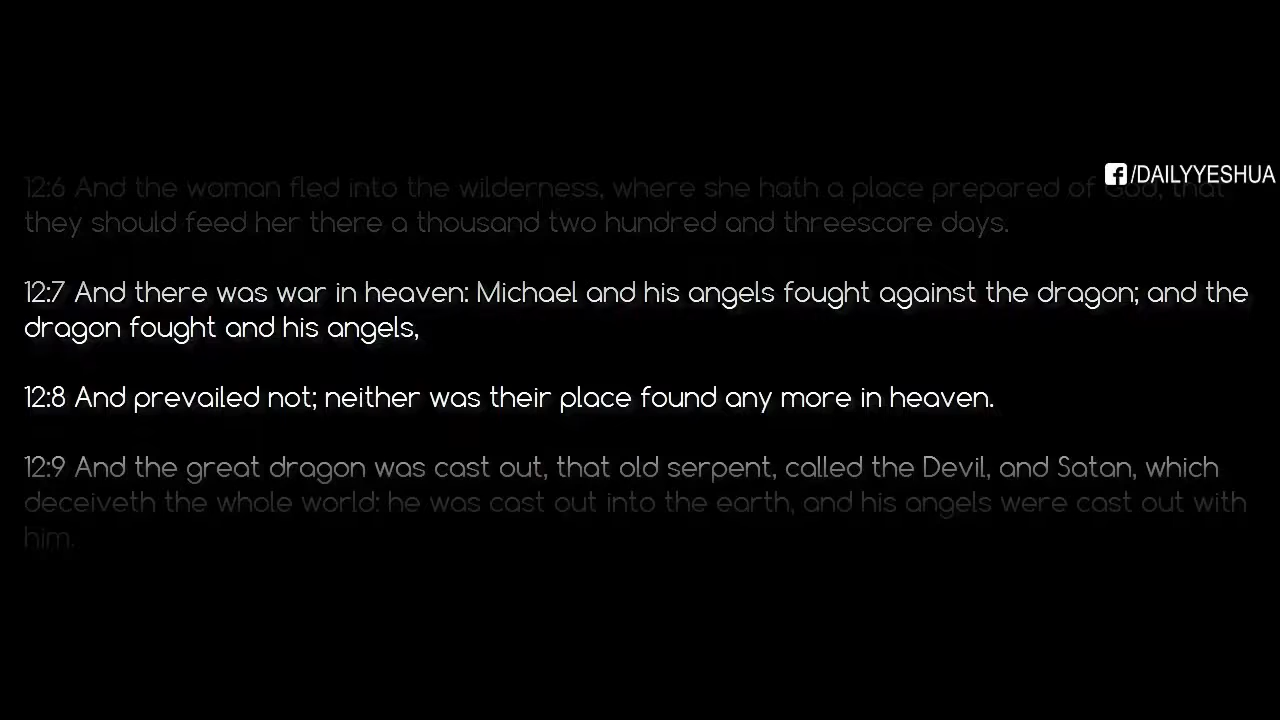 12:6 And the woman fled into the wilderness, where she hath a place prepared of God, that
/DAILYYESHUA
they should feed her there a thousand two hundred and threescore days.
12:7 And there was war in heaven: Michael and his angels fought against the dragon; and the
dragon fought and his angels,
12:8 And prevailed not; neither was their place found any more in heaven.
12:9 And the great dragon was cast out, that old serpent, called the Devil, and Satan, which
deceiveth the whole world: he was cast out into the earth, and his angels were cast out with
him.